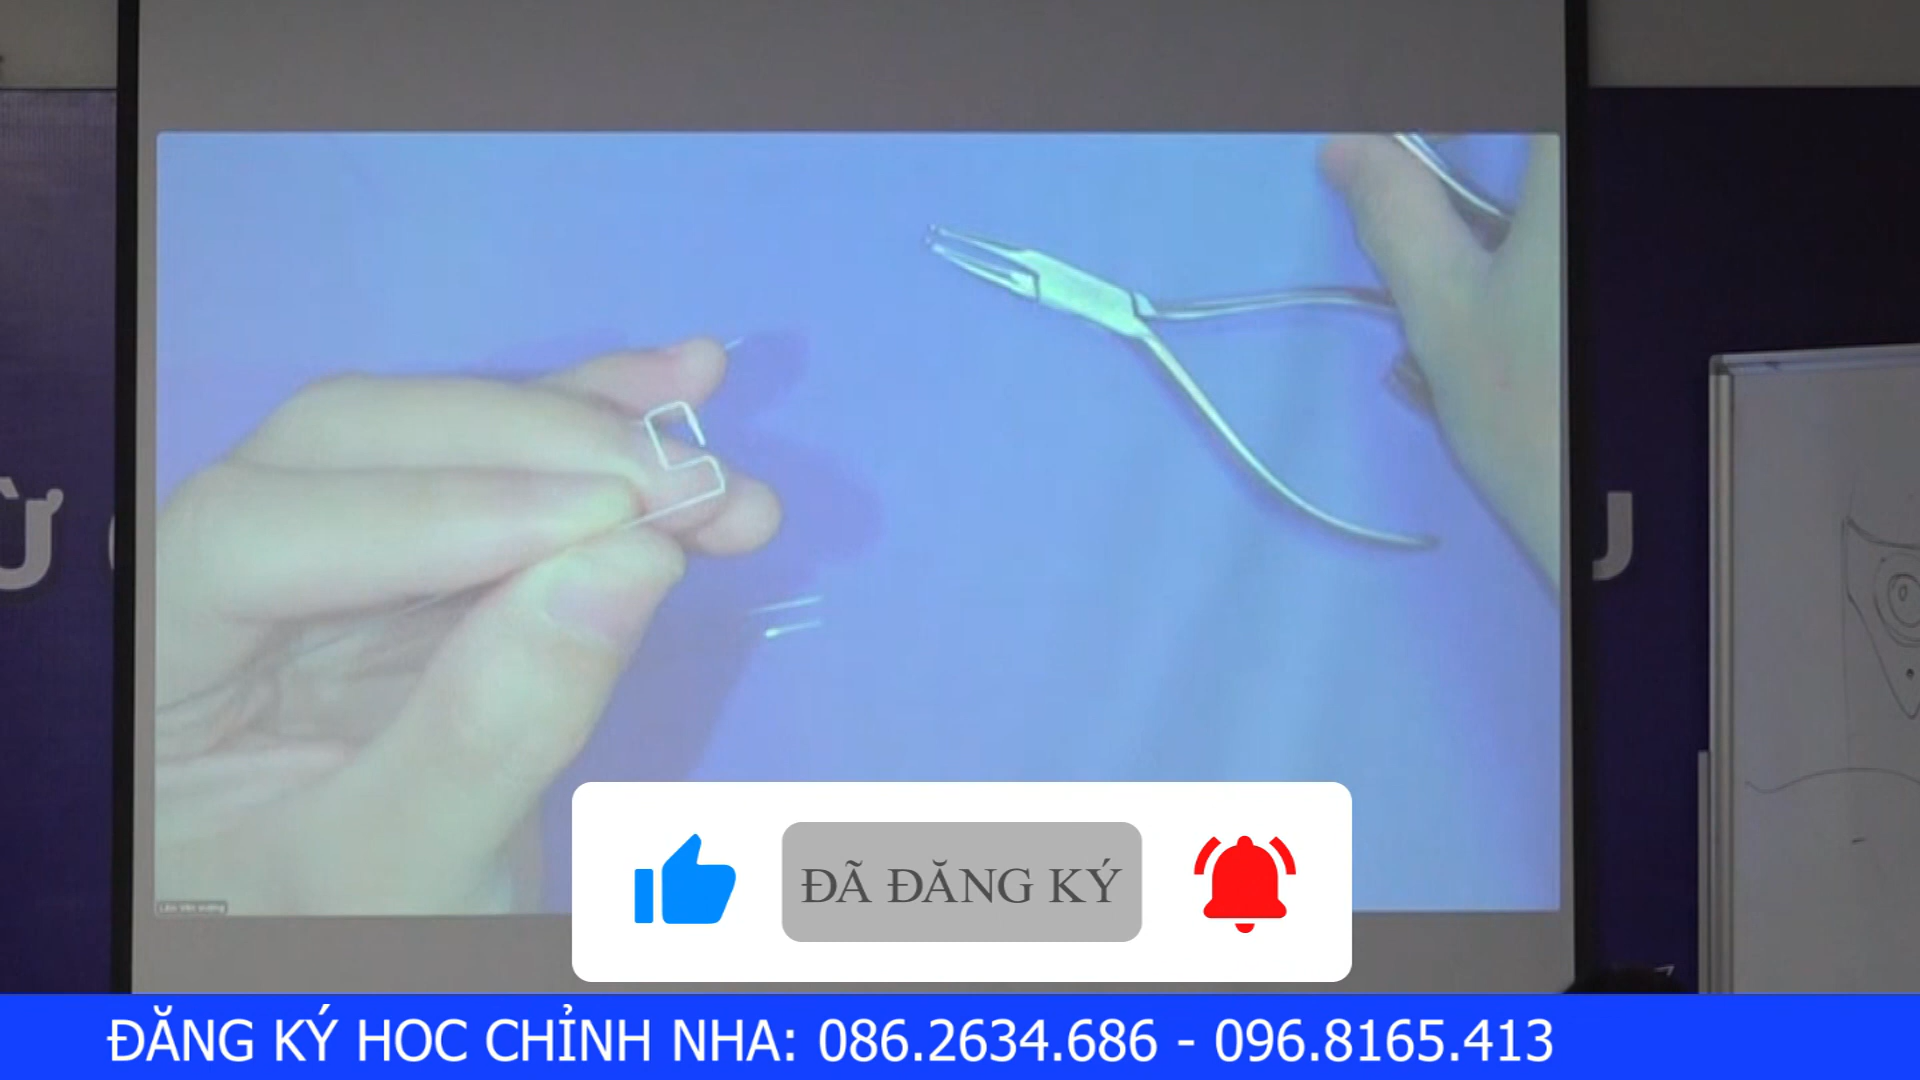 ĐÃ ĐĂNG KÝ
ĐĂNG KÝ HOC CHỈNH NHA: 086.2634.686 - 096.8165.413